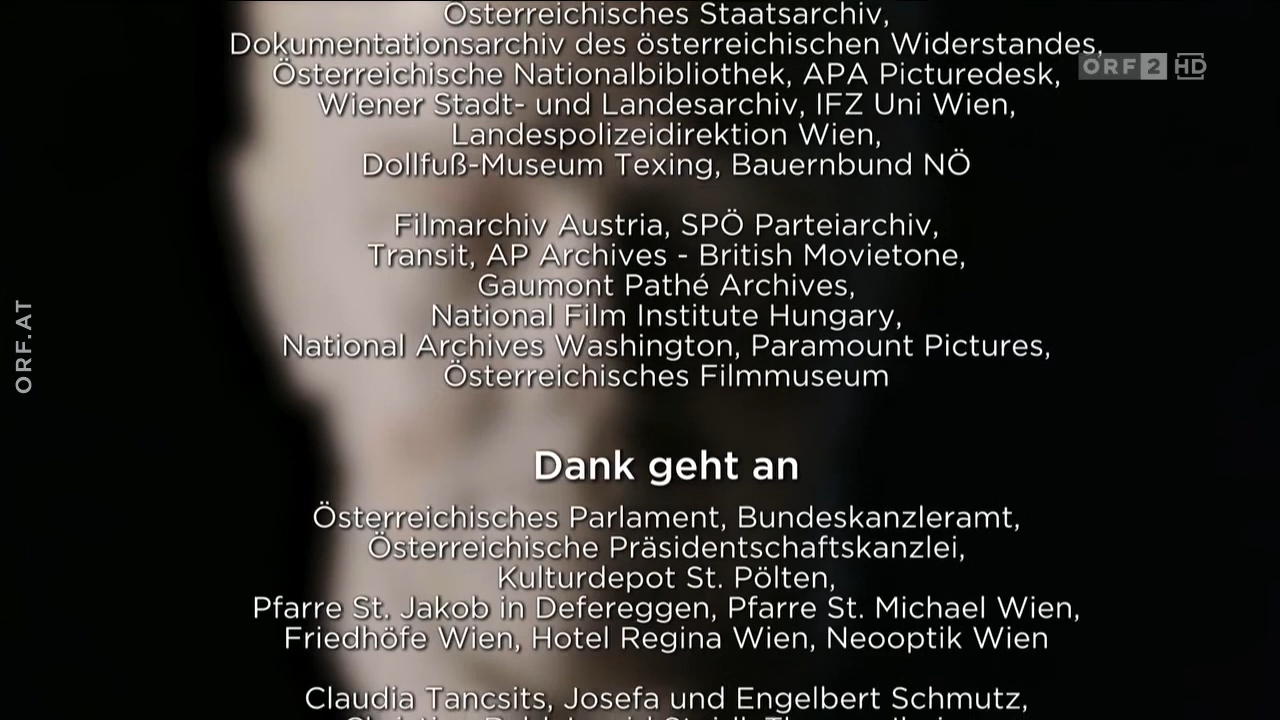 Österreichisches Staatsarchiv,
Dokumentationsarchiv des österreichischen Widerstandes,
ORF 2 HD
Österreichische Nationalbibliothek, APA Picturedesk,
Wiener Stadt- und Landesarchiv, IFZ Uni Wien,
Landespolizeidirektion Wien,
Dollfuß-Museum Texing, Bauernbund NÖ
Filmarchiv Austria, SPÖ Parteiarchiv,
Transit, AP Archives - British Movietone,
Gaumont Pathé Archives,
National Film Institute Hungary,
National Archives Washington, Paramount Pictures,
Österreichisches Filmmuseum
ORF.AT
Dank geht an
Österreichisches Parlament, Bundeskanzleramt,
Österreichische Präsidentschaftskanzlei,
Kulturdepot St. Pölten,
Pfarre St. Jakob in Defereggen, Pfarre St. Michael Wien,
Friedhöfe Wien, Hotel Regina Wien, Neooptik Wien
Claudia Tancsits, Josefa und Engelbert Schmutz,